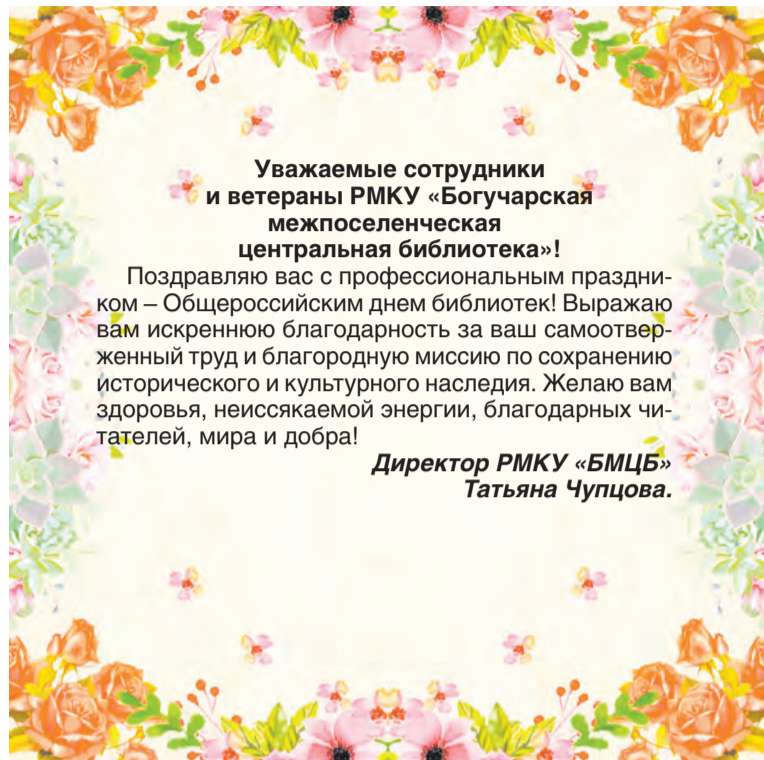 Уважаемые сотрудники
и ветераны РМКУ «Богучарская
межпоселенческая
центральная библиотека»!
Поздравляю вас с профессиональным праздни-
ком – Общероссийским днем библиотек! Выражаю
вам искреннюю благодарность за ваш самоотвер-
женный труд и благородную миссию по сохранению
исторического и культурного наследия. Желаю вам
здоровья, неиссякаемой энергии, благодарных чи-
тателей, мира и добра!
Директор РМКУ «БМЦБ»
Татьяна Чупцова.